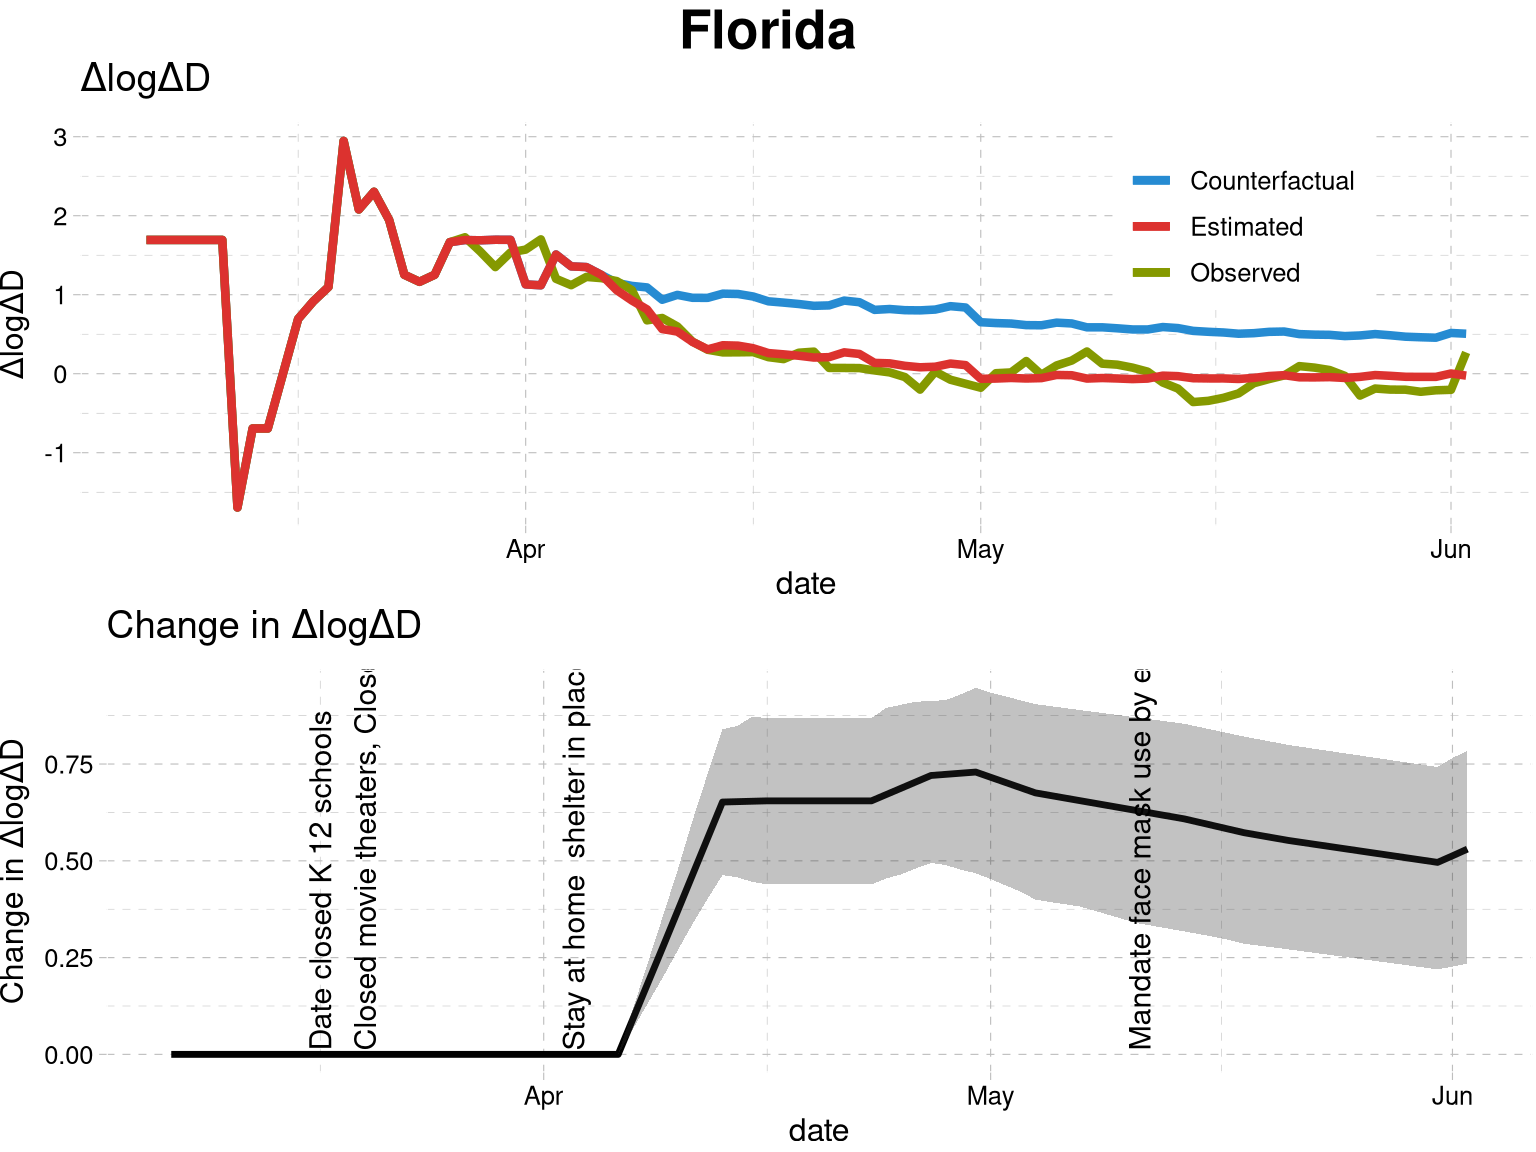 Florida
ΔlogΔD
ΔlogΔD
3
2
1
0
-1
Counterfactual
Estimated
Observed
Apr
May
Jun
date
Change in ΔlogΔD
Change in ΔlogΔD
0.75
0.50
0.25
0.00
Date closed K 12 schools
Closed movie theaters, Clos
Stay at home shelter in plac
Mandate face mask use by e
Apr
May
Jun
date